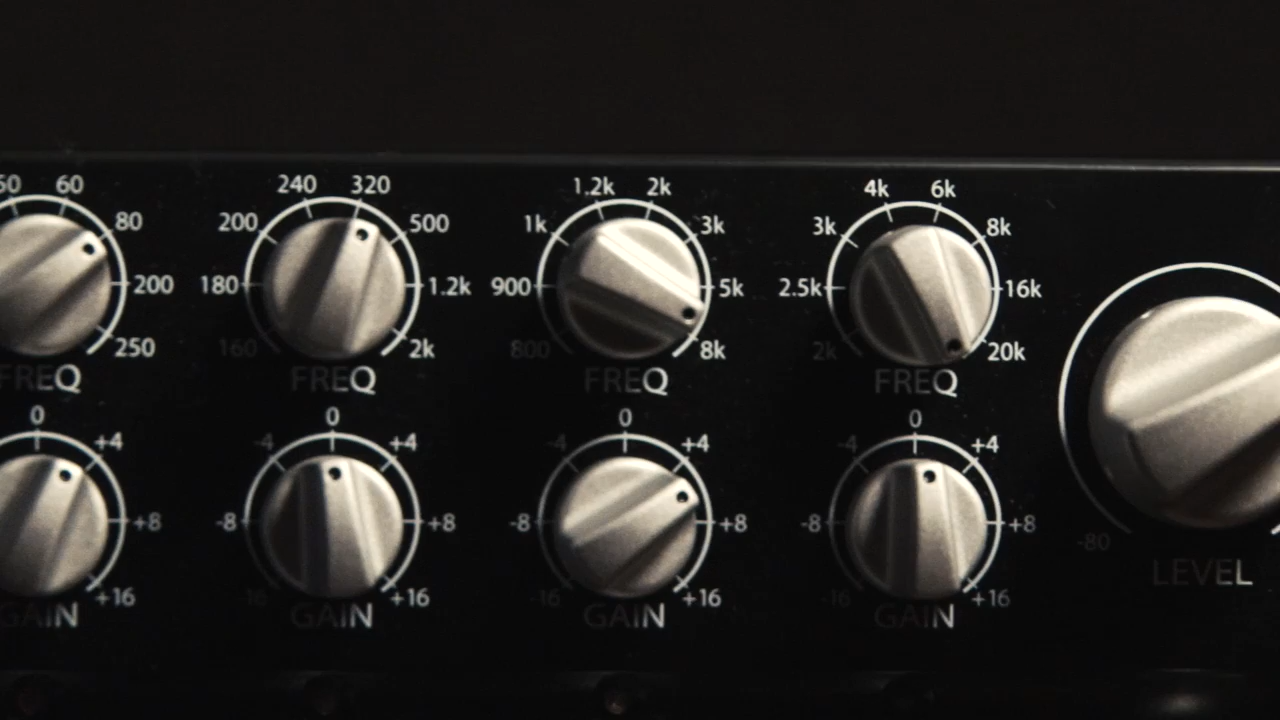 60
80
200
250
FREQ
0
+4
+8
+16
GAIN
240 320
200 500
180 1.2k
160 2k
FREQ
0
-4 +4
-8 +8
16 +16
GAIN
1.2k 2k
1k 3k
900 5k
800 8k
FREQ
0
-4 +4
-8 +8
-16 +16
GAIN
4k 6k
3k 8k
2.5k 16k
2k 20k
FREQ
0
-4 +4
-8 +8
-16 +16
GAIN
-80
LEVEL